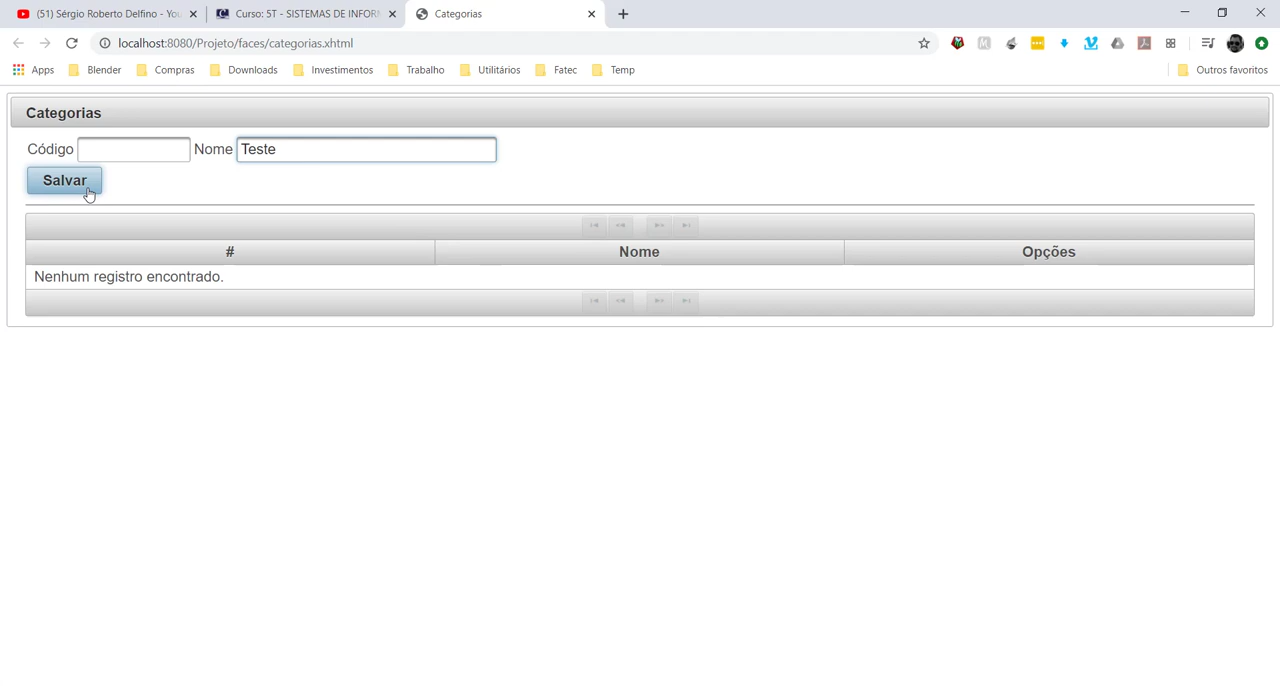 (51) Sérgio Roberto Delfino - You
Curso: 5T - SISTEMAS DE INFOR
Categorias
localhost:8080/Projeto/faces/categorias.xhtml
Apps Blender Compras Downloads Investimentos Trabalho Utilitários Fatec Temp Outros favoritos
Categorias
Código Nome Teste
Salvar
# Nome Opções
Nenhum registro encontrado.